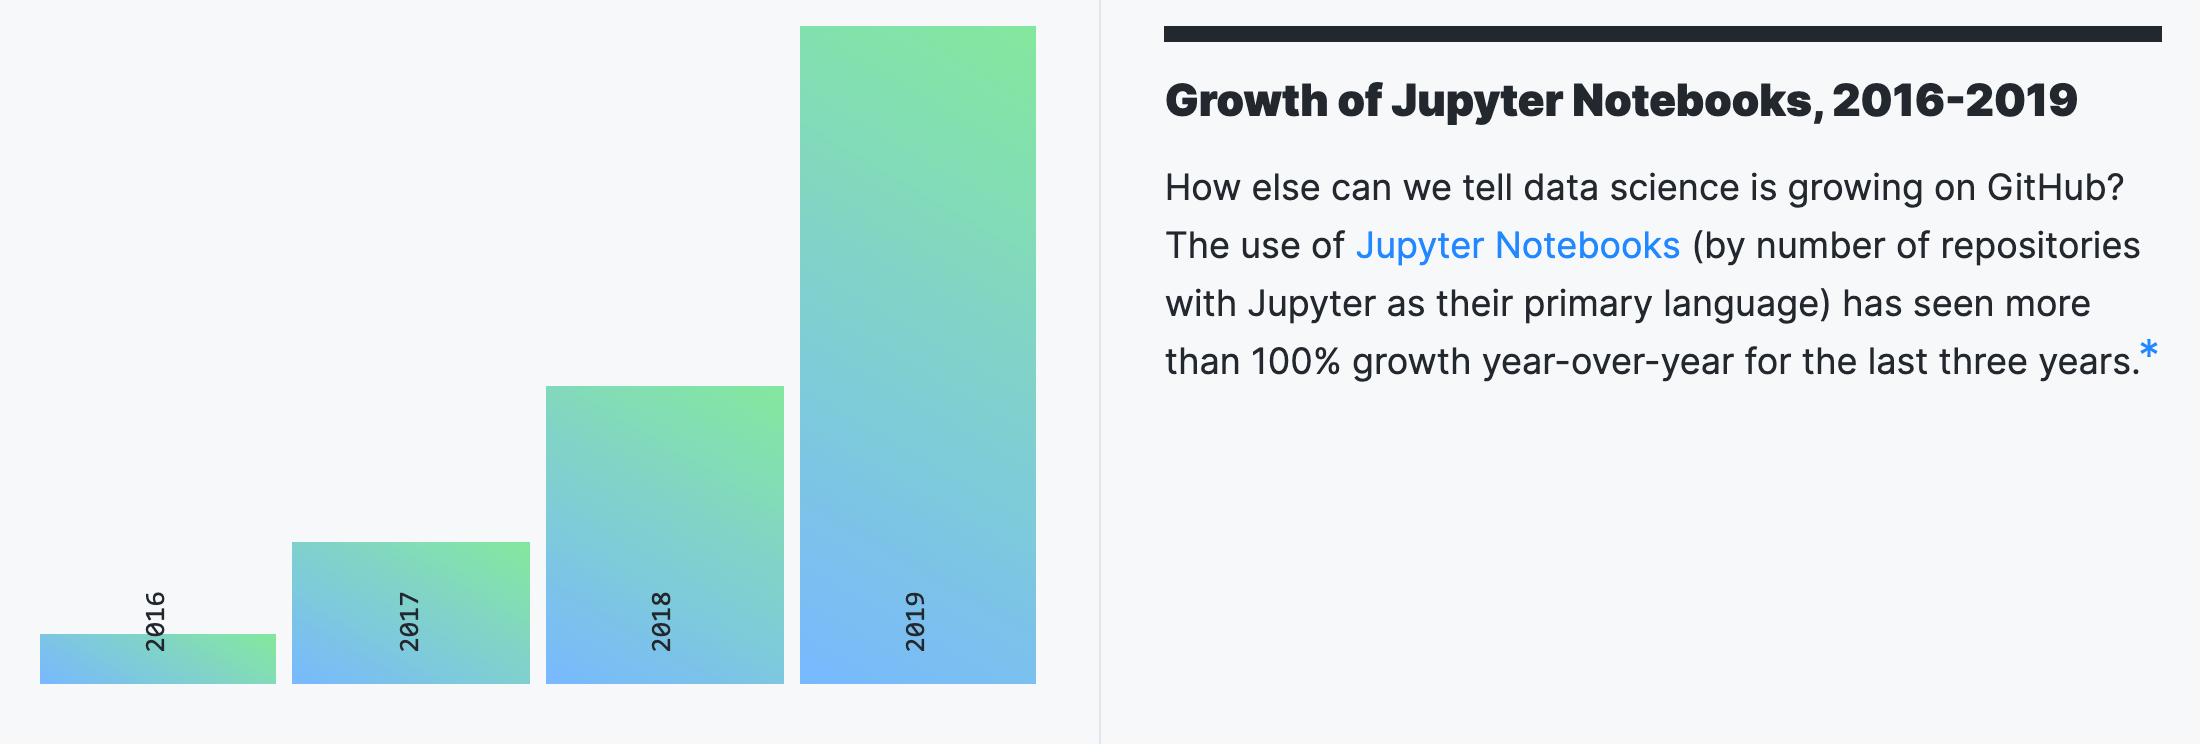 2016
2017
2018
2019
Growth of Jupyter Notebooks, 2016-2019
How else can we tell data science is growing on GitHub?
The use of Jupyter Notebooks (by number of repositories
with Jupyter as their primary language) has seen more
than 100% growth year-over-year for the last three years.*